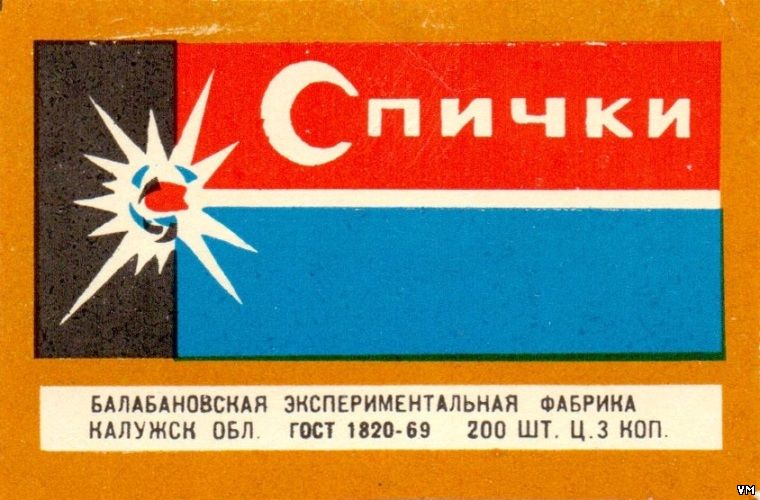 Спички
БАЛАБАНОВСКАЯ ЭКСПЕРИМЕНТАЛЬНАЯ ФАБРИКА
КАЛУЖСК ОБЛ. ГОСТ 1820-69 200 ШТ. Ц.3 КОП.
VM